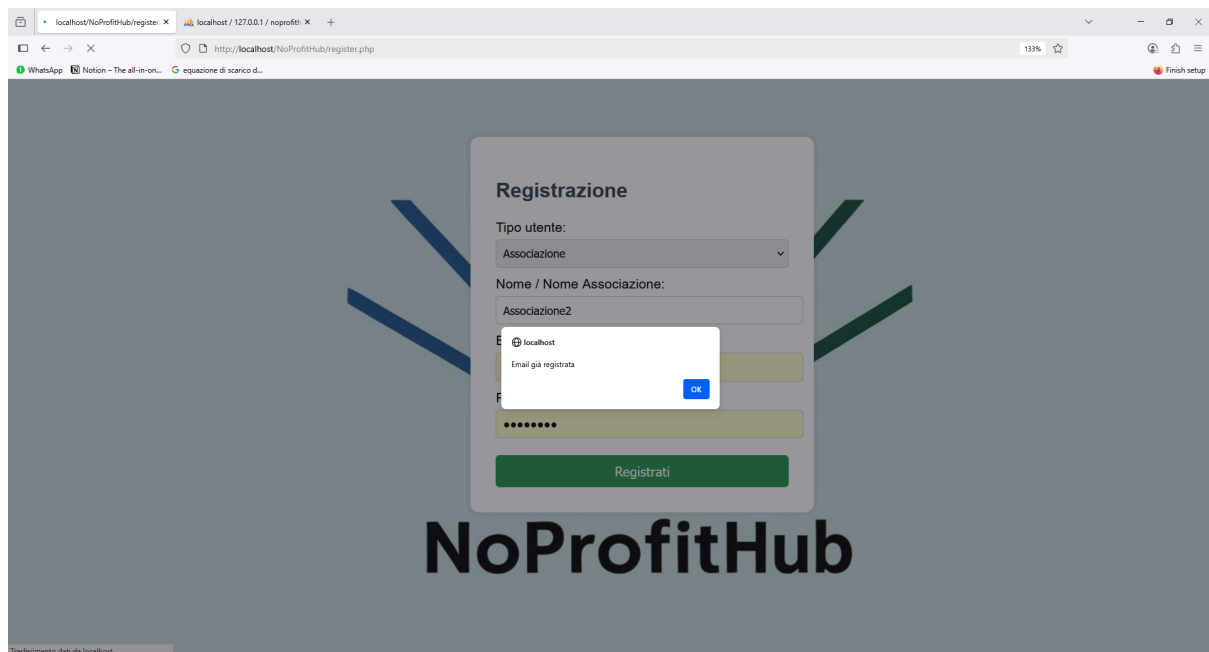 localhost/NoProfitHub/register.
localhost / 127.0.0.1 / noprofith
http://localhost/NoProfitHub/register.php
133%
WhatsApp
Notion – The all-in-on...
equazione di scarico d...
Finish setup
Registrazione
Tipo utente:
Associazione
Nome / Nome Associazione:
Associazione2
localhost
Email già registrata
OK
Registrati
NoProfitHub
Trasferimento dati da localhost